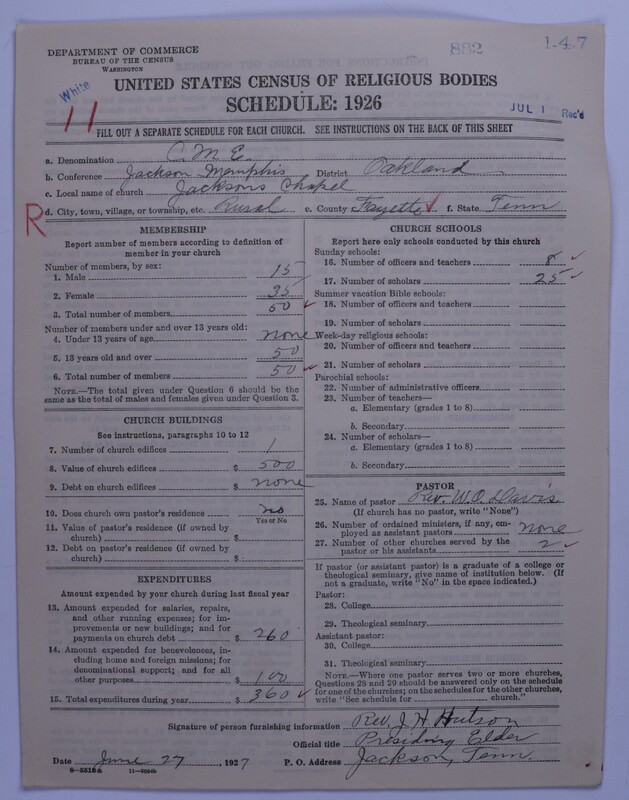 DEPARTMENT OF COMMERCE
BUREAU OF THE CENSUS
WASHINGTON
882
1-4-7
White
11
UNITED STATES CENSUS OF RELIGIOUS BODIES
SCHEDULE: 1926
JUL 1 Rec'd
FILL OUT A SEPARATE SCHEDULE FOR EACH CHURCH. SEE INSTRUCTIONS ON THE BACK OF THIS SHEET
a. Denomination C.M.E.
b. Conference Jackson Memphis District Oakland
c. Local name of church Jacksons Chapel
R
d. City, town, village, or township, etc. Rural e. County Fayette f. State Tenn
MEMBERSHIP
Report number of members according to definition of member in your church
Number of members, by sex:
1. Male 15
2. Female 35
3. Total number of members 50
Number of members under and over 13 years old:
4. Under 13 years of age none
5. 13 years old and over 50
6. Total number of members 50
NOTE.—The total given under Question 6 should be the same as the total of males and females given under Question 3.
CHURCH BUILDINGS
See instructions, paragraphs 10 to 12
7. Number of church edifices 1
8. Value of church edifices $ 500
9. Debt on church edifices $ none
10. Does church own pastor's residence no
Yes or No
11. Value of pastor's residence (if owned by church) $
12. Debt on pastor's residence (if owned by church) $
EXPENDITURES
Amount expended by your church during last fiscal year
13. Amount expended for salaries, repairs, and other running expenses; for improvements or new buildings; and for payments on church debt $ 260
14. Amount expended for benevolences, including home and foreign missions; for denominational support; and for all other purposes $ 100
15. Total expenditures during year $ 360
CHURCH SCHOOLS
Report here only schools conducted by this church
Sunday schools:
16. Number of officers and teachers 8
17. Number of scholars 25
Summer vacation Bible schools:
18. Number of officers and teachers
19. Number of scholars
Week-day religious schools:
20. Number of officers and teachers
21. Number of scholars
Parochial schools:
22. Number of administrative officers
23. Number of teachers—
a. Elementary (grades 1 to 8)
b. Secondary
24. Number of scholars—
a. Elementary (grades 1 to 8)
b. Secondary
PASTOR
25. Name of pastor Rev. W.O. Davis
(If church has no pastor, write "None")
26. Number of ordained ministers, if any, employed as assistant pastors none
27. Number of other churches served by the pastor or his assistants 2
If pastor (or assistant pastor) is a graduate of a college or theological seminary, give name of institution below. (If not a graduate, write "No" in the space indicated.)
Pastor:
28. College
29. Theological seminary
Assistant pastor:
30. College
31. Theological seminary
NOTE.—Where one pastor serves two or more churches, Questions 28 and 29 should be answered only on the schedule for one of the churches; on the schedules for the other churches, write "See schedule for church."
Signature of person furnishing information Rev. J. H. Hutson
Official title Presiding Elder
Date June 27, 1927 P. O. Address Jackson, Tenn.